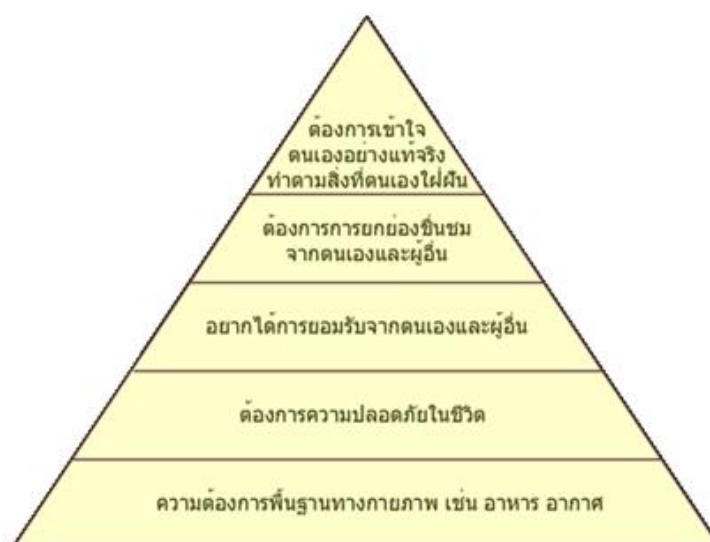 ต้องการเข้าใจ
ตนเองอย่างแท้จริง
ทำตามสิ่งที่ตนเองใฝ่ฝัน
ต้องการการยกย่องชื่นชม
จากตนเองและผู้อื่น
อยากได้การยอมรับจากตนเองและผู้อื่น
ต้องการความปลอดภัยในชีวิต
ความต้องการพื้นฐานทางกายภาพ เช่น อาหาร อากาศ